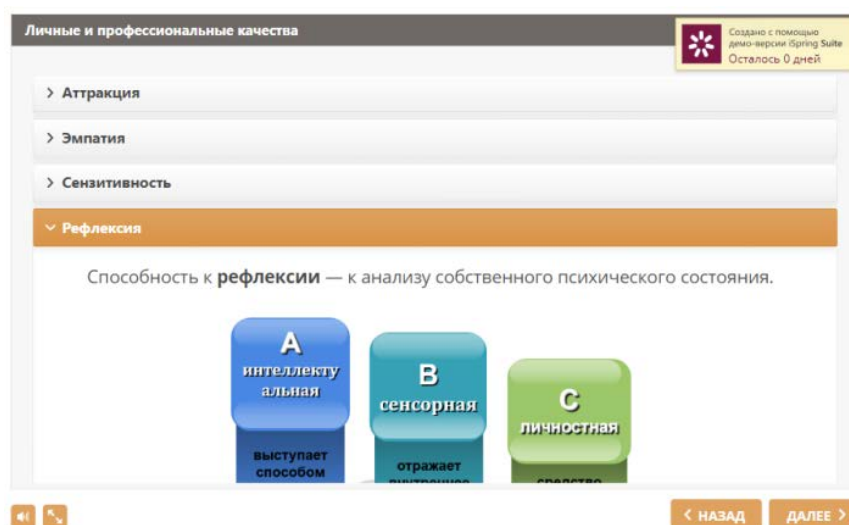 Личные и профессиональные качества
Создано с помощью
демо-версии iSpring Suite
Осталось 0 дней
Аттракция
Эмпатия
Сензитивность
Рефлексия
Способность к рефлексии — к анализу собственного психического состояния.
A
интеллекту
альная
выступает
способом
B
сенсорная
отражает
C
личностная
НАЗАД
ДАЛЕЕ